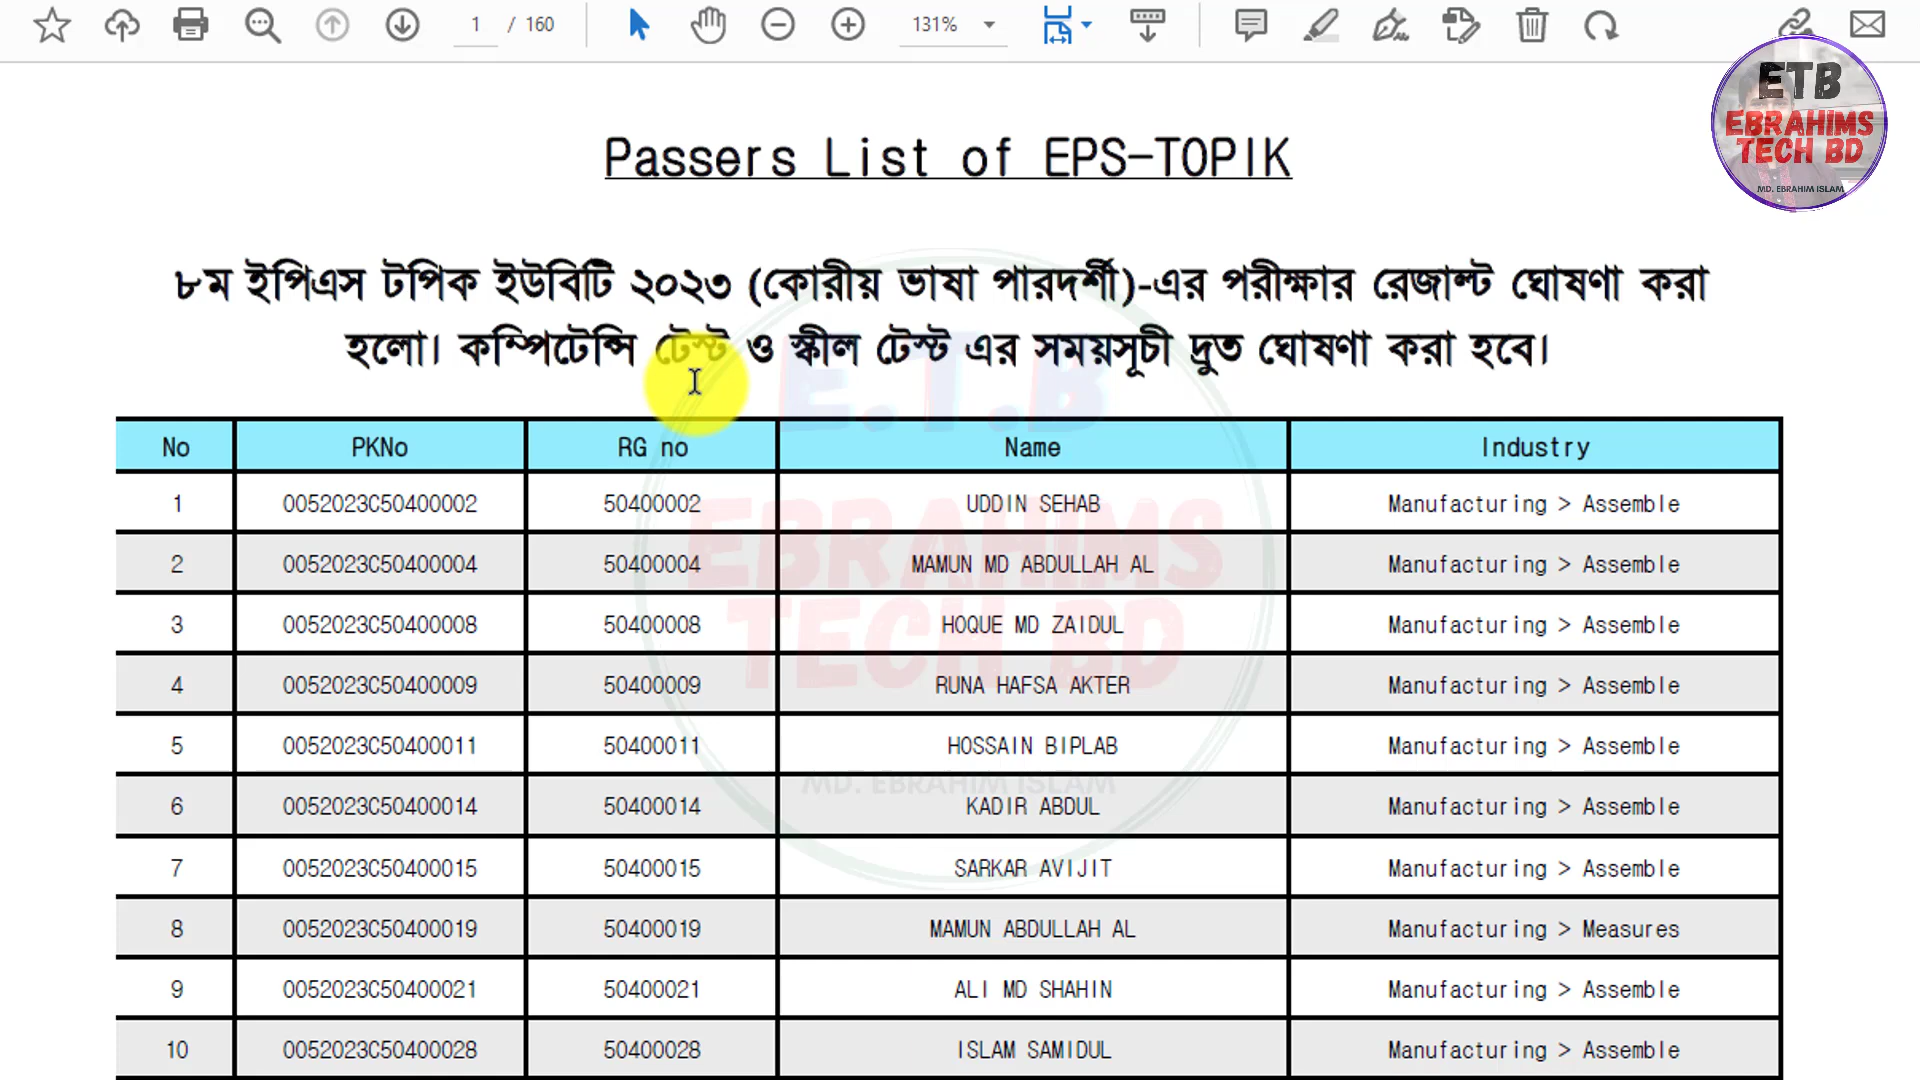 1 / 160 131%
ETB
EBRAHIMS
TECH BD
MD. EBRAHIM ISLAM
Passers List of EPS-TOPIK
৮ম ইপিএস টপিক ইউবিটি ২০২৩ (কোরীয় ভাষা পারদর্শী)-এর পরীক্ষার রেজাল্ট ঘোষণা করা
হলো। কম্পিটেন্সি টেস্ট ও স্কীল টেস্ট এর সময়সূচী দ্রুত ঘোষণা করা হবে।
E.T.B
EBRAHIMS
TECH BD
MD. EBRAHIM ISLAM
No PKNo RG no Name Industry
1 0052023C50400002 50400002 UDDIN SEHAB Manufacturing > Assemble
2 0052023C50400004 50400004 MAMUN MD ABDULLAH AL Manufacturing > Assemble
3 0052023C50400008 50400008 HOQUE MD ZAIDUL Manufacturing > Assemble
4 0052023C50400009 50400009 RUNA HAFSA AKTER Manufacturing > Assemble
5 0052023C50400011 50400011 HOSSAIN BIPLAB Manufacturing > Assemble
6 0052023C50400014 50400014 KADIR ABDUL Manufacturing > Assemble
7 0052023C50400015 50400015 SARKAR AVIJIT Manufacturing > Assemble
8 0052023C50400019 50400019 MAMUN ABDULLAH AL Manufacturing > Measures
9 0052023C50400021 50400021 ALI MD SHAHIN Manufacturing > Assemble
10 0052023C50400028 50400028 ISLAM SAMIDUL Manufacturing > Assemble